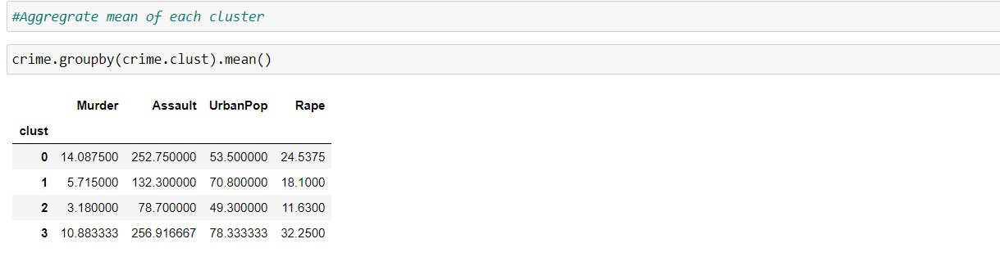 #Aggregrate mean of each cluster
crime.groupby(crime.clust).mean()
Murder Assault UrbanPop Rape
clust
0 14.087500 252.750000 53.500000 24.5375
1 5.715000 132.300000 70.800000 18.1000
2 3.180000 78.700000 49.300000 11.6300
3 10.883333 256.916667 78.333333 32.2500